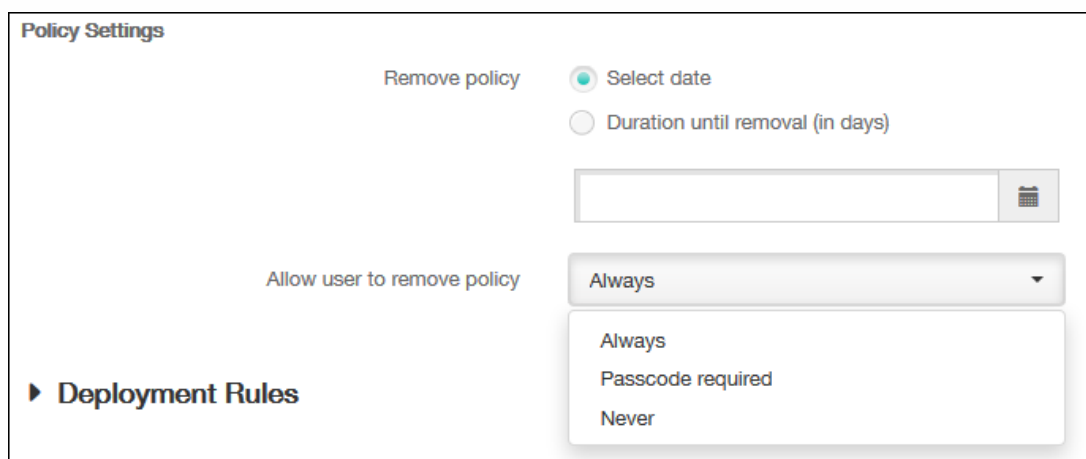 Policy Settings
Remove policy
Select date
Duration until removal (in days)
Allow user to remove policy
Always
Always
Passcode required
Never
Deployment Rules